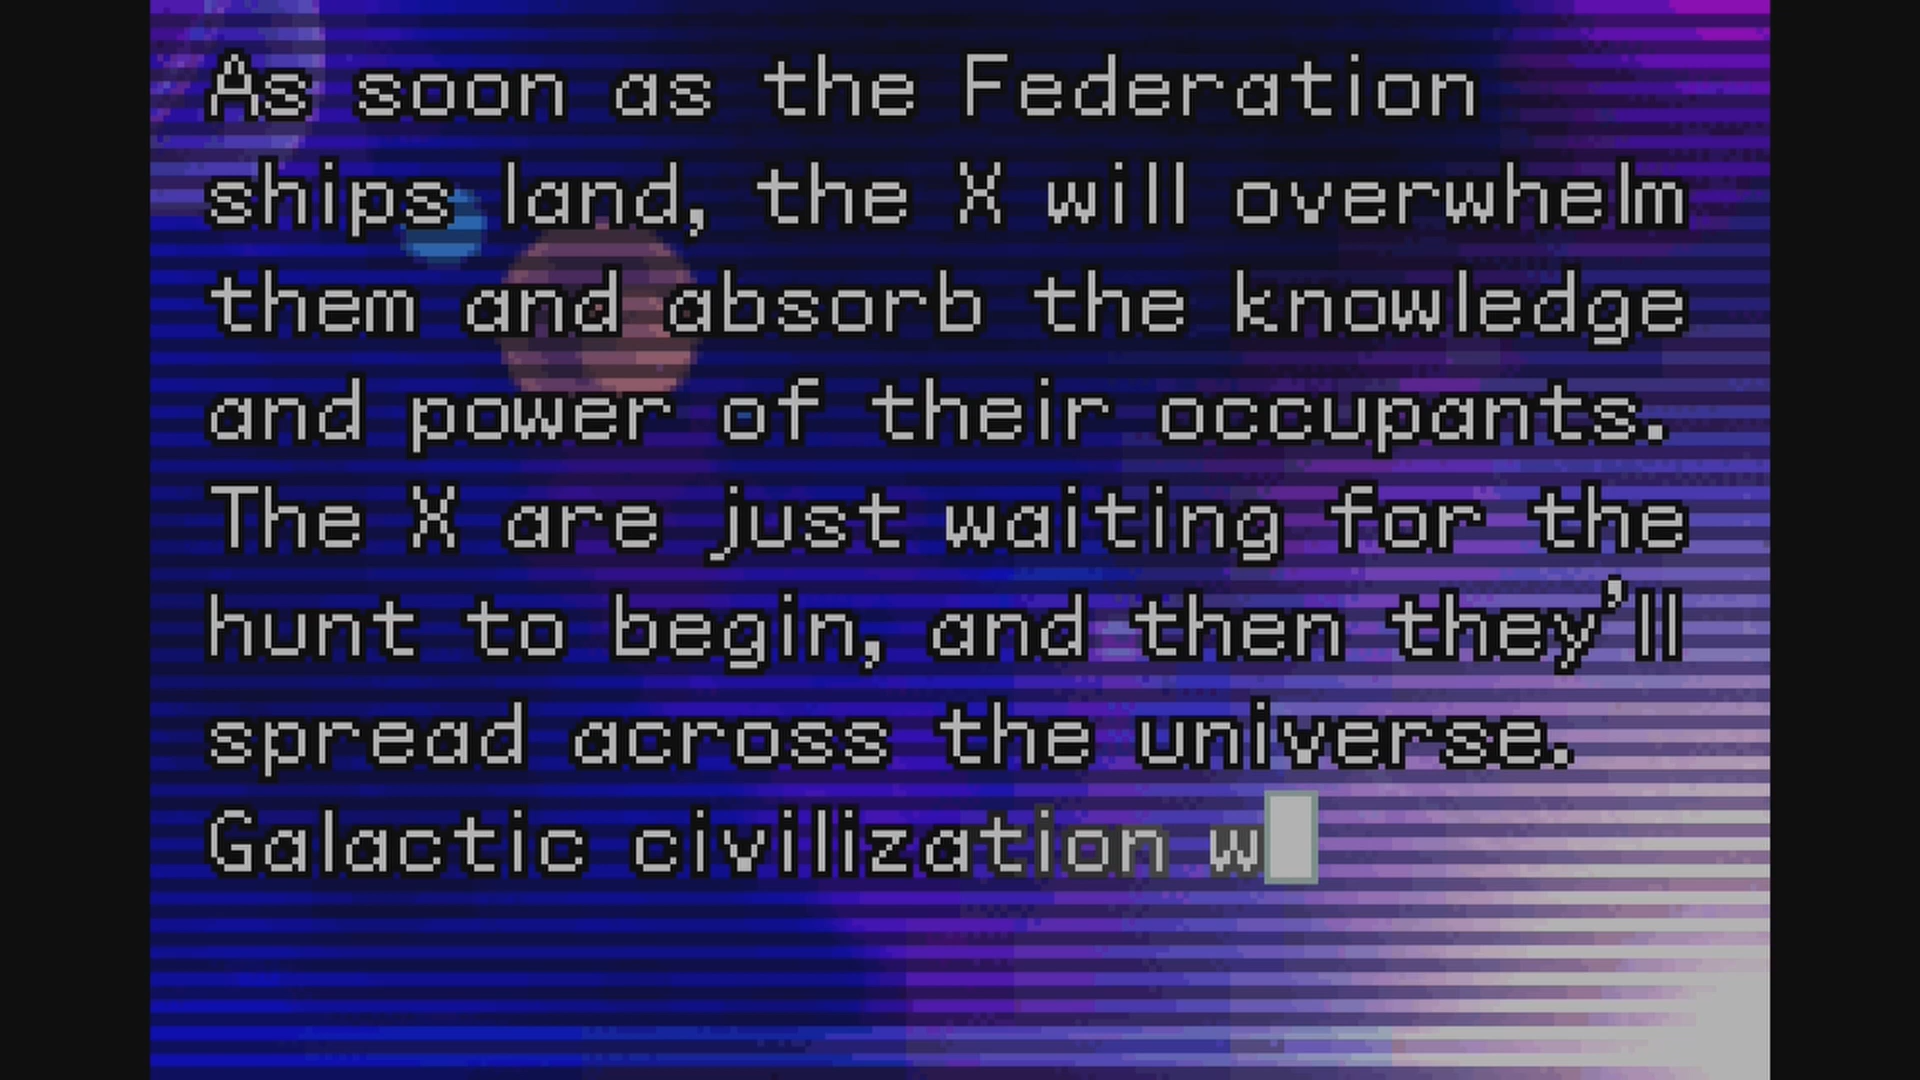 As soon as the Federation
ships land, the X will overwhelm
them and absorb the knowledge
and power of their occupants.
The X are just waiting for the
hunt to begin, and then they'll
spread across the universe.
Galactic civilization w